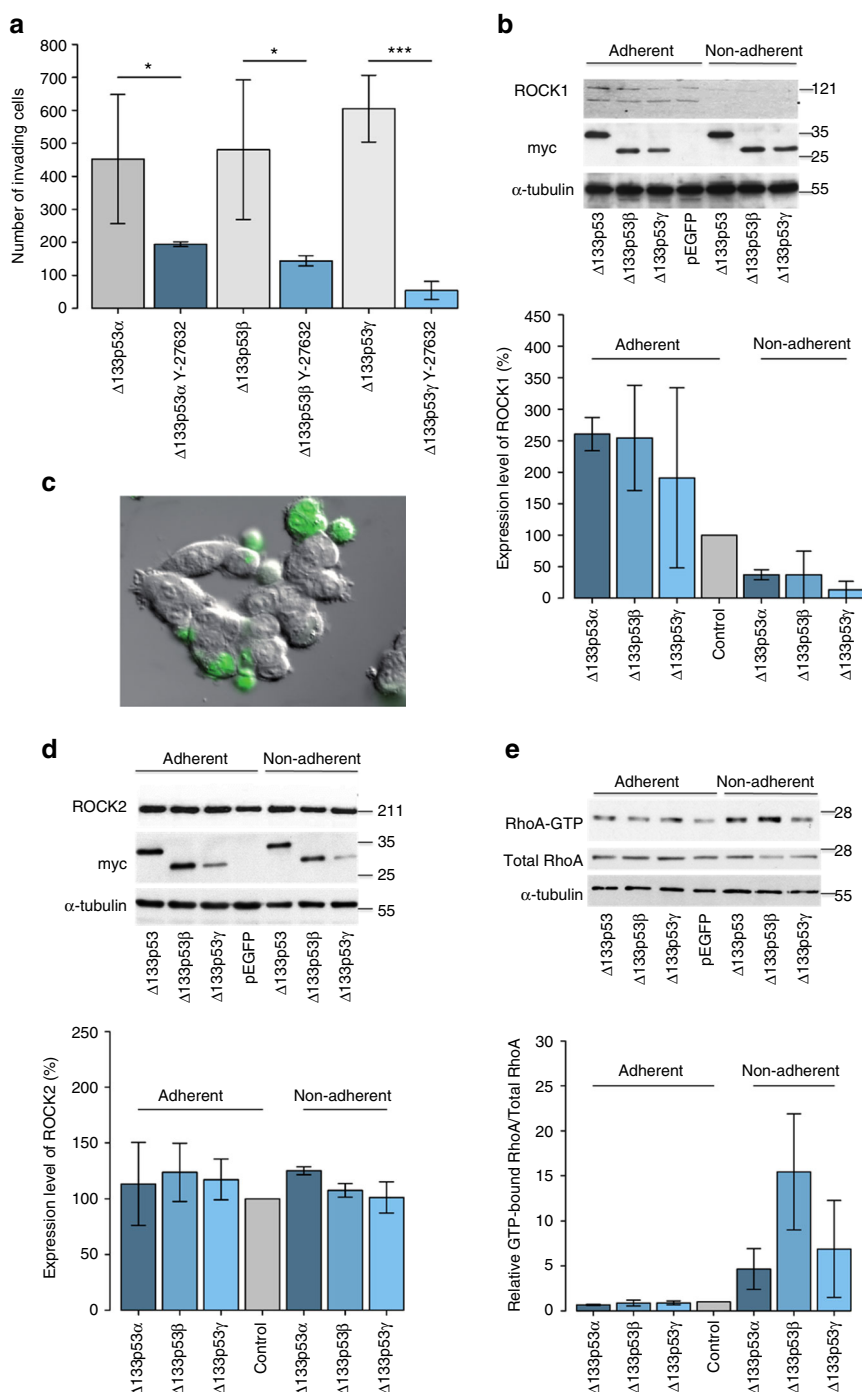 a
Number of invading cells
800
700
600
500
400
300
200
100
0
*
*
***
Δ133p53α
Δ133p53α Y-27632
Δ133p53β
Δ133p53β Y-27632
Δ133p53γ
Δ133p53γ Y-27632
b
Adherent
Non-adherent
ROCK1
121
myc
35
25
α-tubulin
55
Δ133p53
Δ133p53β
Δ133p53γ
pEGFP
Δ133p53
Δ133p53β
Δ133p53γ
Expression level of ROCK1 (%)
450
400
350
300
250
200
150
100
50
0
Adherent
Non-adherent
Δ133p53α
Δ133p53β
Δ133p53γ
Control
Δ133p53α
Δ133p53β
Δ133p53γ
c
d
Adherent
Non-adherent
ROCK2
211
myc
35
25
α-tubulin
55
Δ133p53
Δ133p53β
Δ133p53γ
pEGFP
Δ133p53
Δ133p53β
Δ133p53γ
Expression level of ROCK2 (%)
250
200
150
100
50
0
Adherent
Non-adherent
Δ133p53α
Δ133p53β
Δ133p53γ
Control
Δ133p53α
Δ133p53β
Δ133p53γ
e
Adherent
Non-adherent
RhoA-GTP
28
Total RhoA
28
α-tubulin
55
Δ133p53
Δ133p53β
Δ133p53γ
pEGFP
Δ133p53
Δ133p53β
Δ133p53γ
Relative GTP-bound RhoA/Total RhoA
30
25
20
15
10
5
0
Adherent
Non-adherent
Δ133p53α
Δ133p53β
Δ133p53γ
Control
Δ133p53α
Δ133p53β
Δ133p53γ